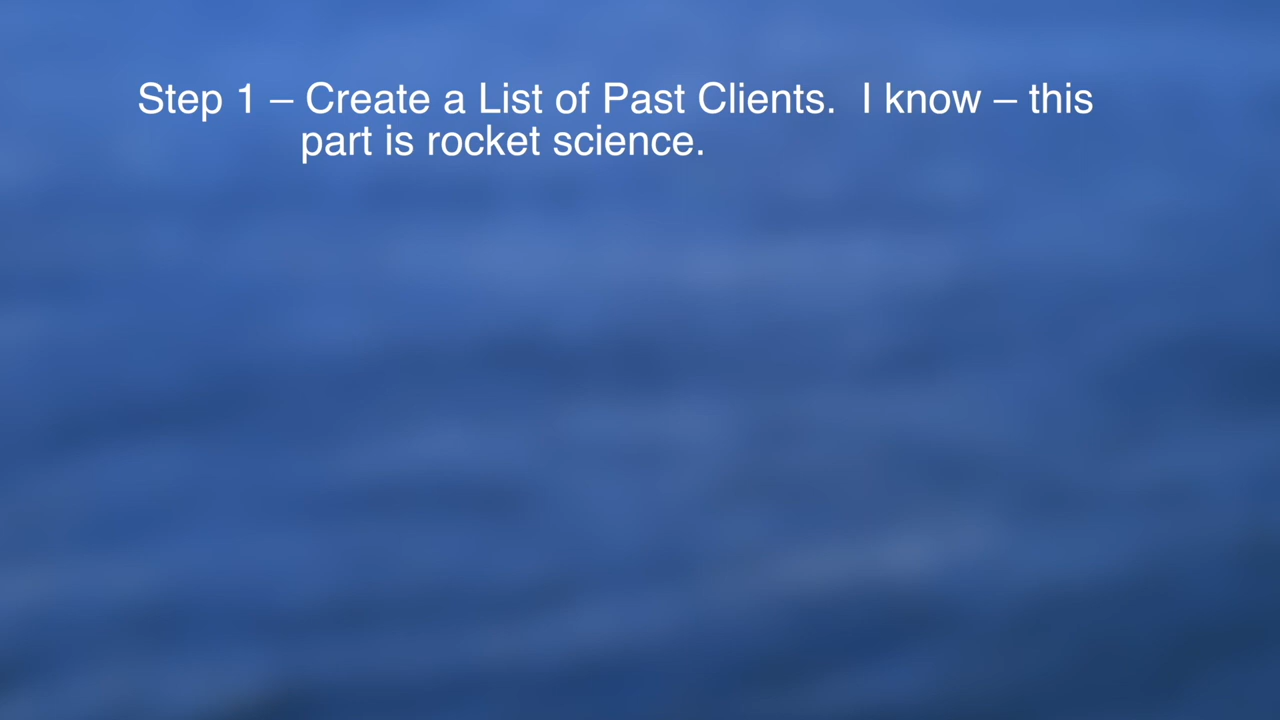 Step 1 – Create a List of Past Clients.  I know – this
part is rocket science.